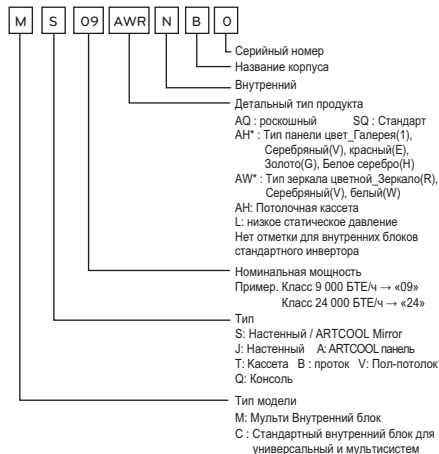 M S 09 AWR N B 0
Серийный номер
Название корпуса
Внутренний
Детальный тип продукта
AQ : роскошный SQ : Стандарт
AH* : Тип панели цвет_Галерея(1),
Серебряный(V), красный(E),
Золото(G), Белое серебро(H)
AW* : Тип зеркала цветной_Зеркало(R),
Серебряный(V), белый(W)
AH: Потолочная кассета
L: низкое статическое давление
Нет отметки для внутренних блоков
стандартного инвертора
Номинальная мощность
Пример. Класс 9 000 БТЕ/ч → «09»
Класс 24 000 БТЕ/ч → «24»
Тип
S: Настенный / ARTCOOL Mirror
J: Настенный A: ARTCOOL панель
T: Кассета B : проток V: Пол-потолок
Q: Консоль
Тип модели
M: Мульти Внутренний блок
C : Стандартный внутренний блок для
универсальный и мультисистем